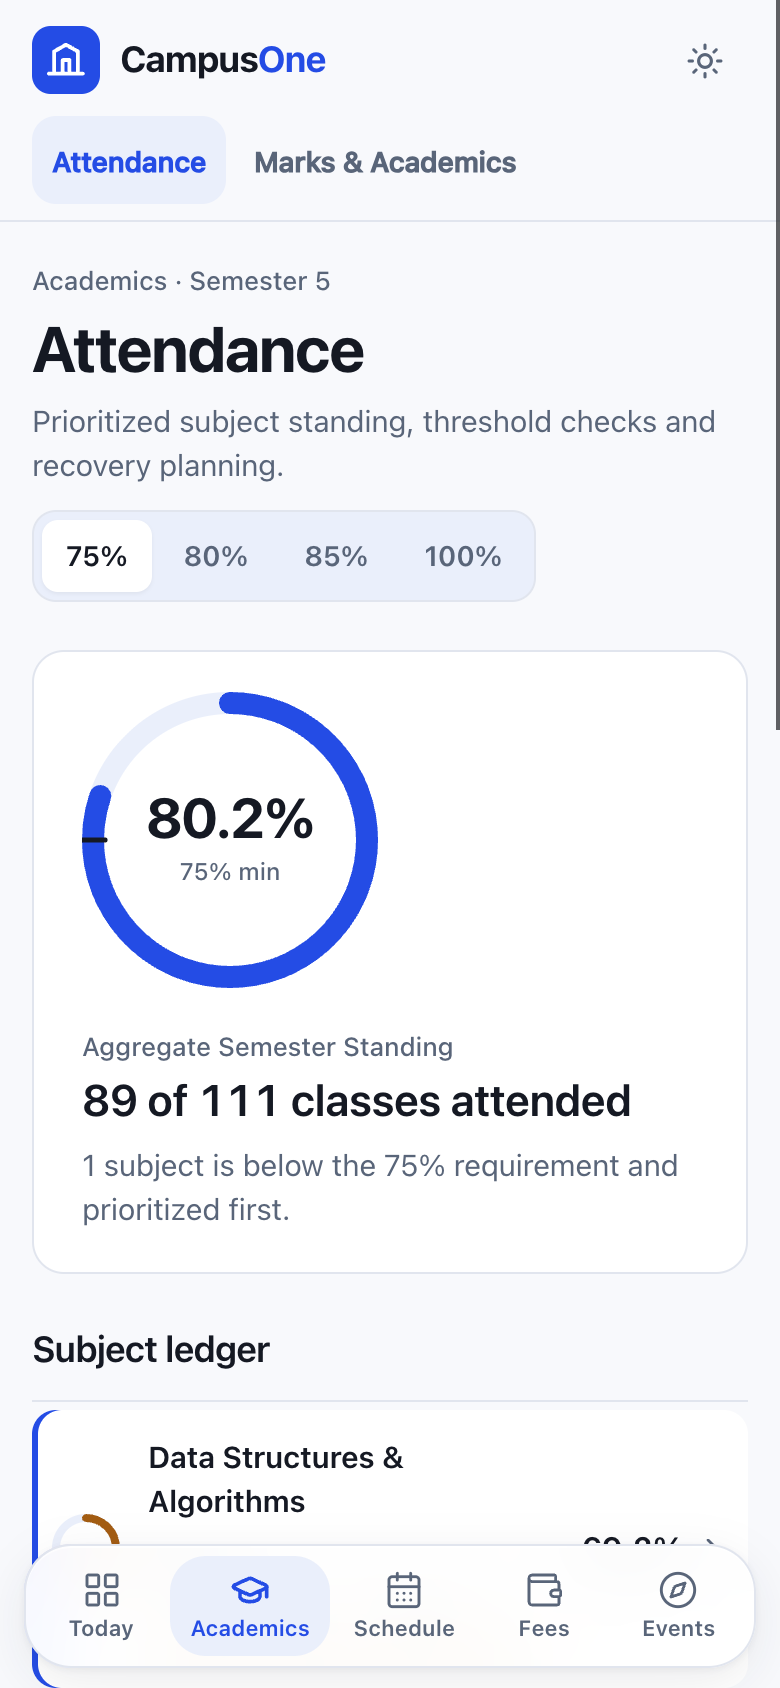 CampusOne
Attendance
Marks & Academics
Academics · Semester 5
Attendance
Prioritized subject standing, threshold checks and
recovery planning.
75%
80%
85%
100%
80.2%
75% min
Aggregate Semester Standing
89 of 111 classes attended
1 subject is below the 75% requirement and
prioritized first.
Subject ledger
Data Structures &
Algorithms
Today
Academics
Schedule
Fees
Events